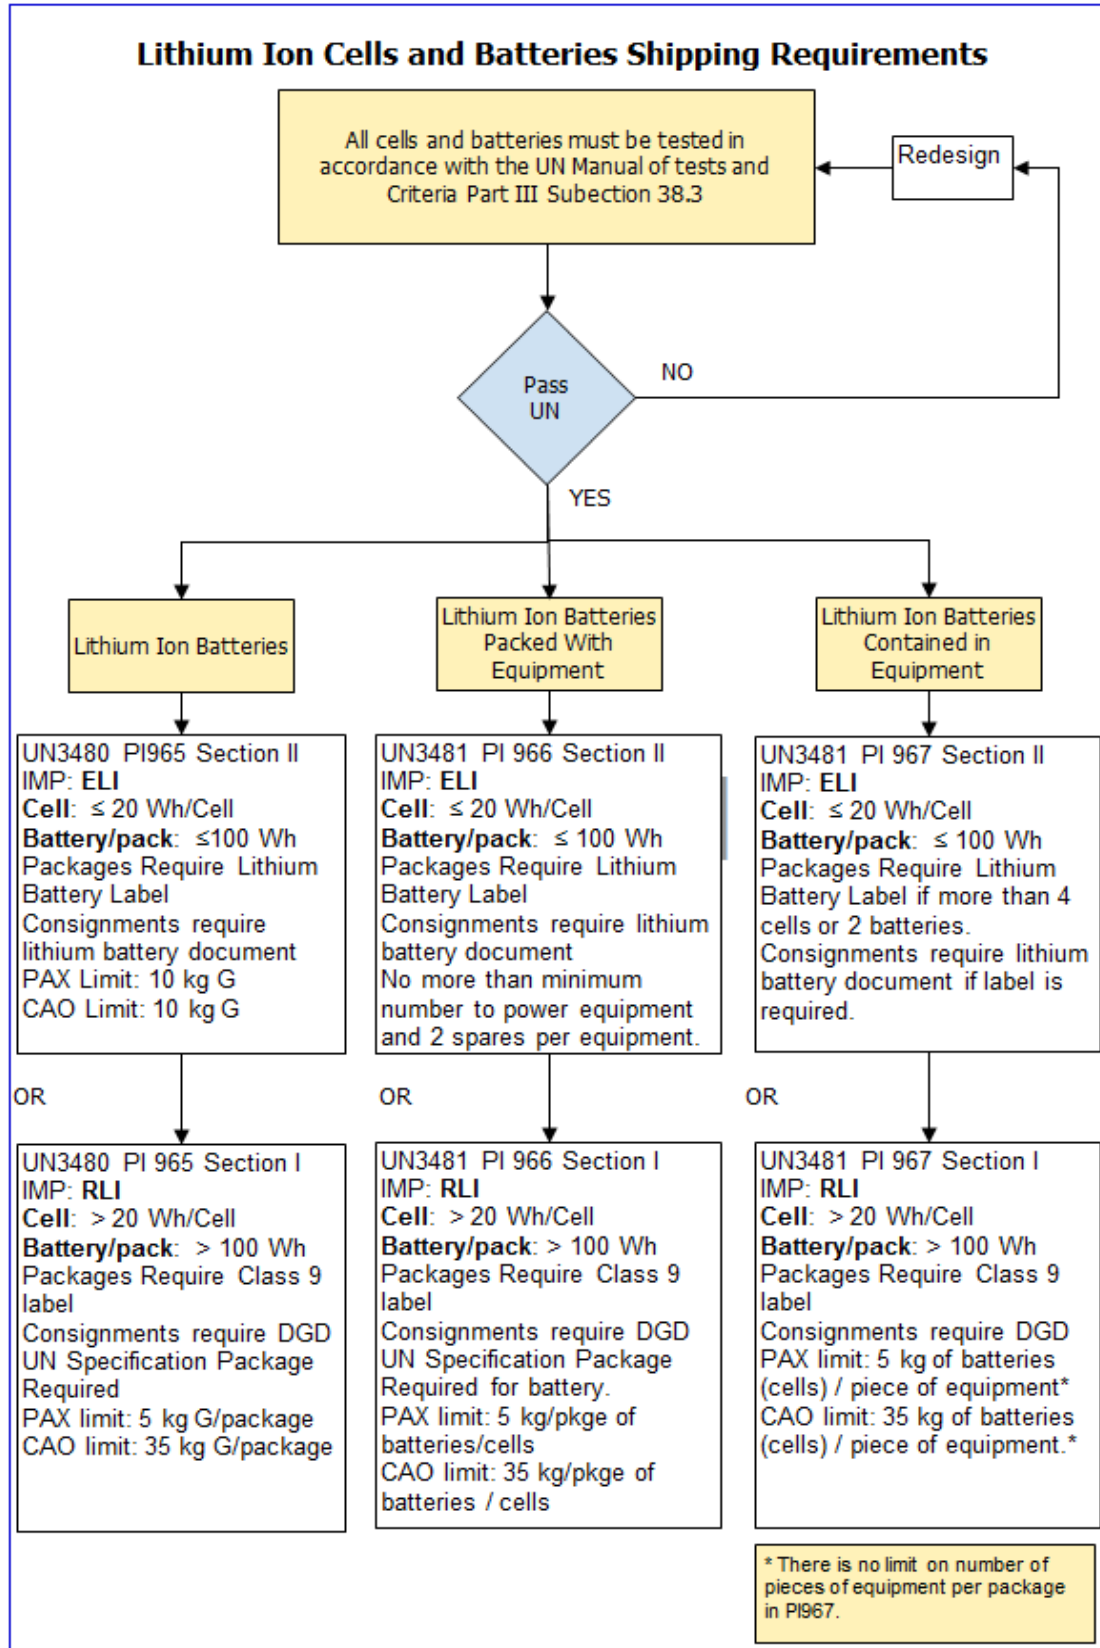 Lithium Ion Cells and Batteries Shipping Requirements
All cells and batteries must be tested in
accordance with the UN Manual of tests and
Criteria Part III Subection 38.3
Redesign
Pass
UN
NO
YES
Lithium Ion Batteries
Lithium Ion Batteries
Packed With
Equipment
Lithium Ion Batteries
Contained in
Equipment
UN3480 PI965 Section II
IMP: ELI
Cell: ≤ 20 Wh/Cell
Battery/pack: ≤100 Wh
Packages Require Lithium
Battery Label
Consignments require
lithium battery document
PAX Limit: 10 kg G
CAO Limit: 10 kg G
UN3481 PI 966 Section II
IMP: ELI
Cell: ≤ 20 Wh/Cell
Battery/pack: ≤ 100 Wh
Packages Require Lithium
Battery Label
Consignments require lithium
battery document
No more than minimum
number to power equipment
and 2 spares per equipment.
UN3481 PI 967 Section II
IMP: ELI
Cell: ≤ 20 Wh/Cell
Battery/pack: ≤ 100 Wh
Packages Require Lithium
Battery Label if more than 4
cells or 2 batteries.
Consignments require lithium
battery document if label is
required.
OR
OR
OR
UN3480 PI 965 Section I
IMP: RLI
Cell: > 20 Wh/Cell
Battery/pack: > 100 Wh
Packages Require Class 9
label
Consignments require DGD
UN Specification Package
Required
PAX limit: 5 kg G/package
CAO limit: 35 kg G/package
UN3481 PI 966 Section I
IMP: RLI
Cell: > 20 Wh/Cell
Battery/pack: > 100 Wh
Packages Require Class 9
label
Consignments require DGD
UN Specification Package
Required for battery.
PAX limit: 5 kg/pkge of
batteries/cells
CAO limit: 35 kg/pkge of
batteries / cells
UN3481 PI 967 Section I
IMP: RLI
Cell: > 20 Wh/Cell
Battery/pack: > 100 Wh
Packages Require Class 9
label
Consignments require DGD
PAX limit: 5 kg of batteries
(cells) / piece of equipment*
CAO limit: 35 kg of batteries
(cells) / piece of equipment.*
* There is no limit on number of
pieces of equipment per package
in PI967.